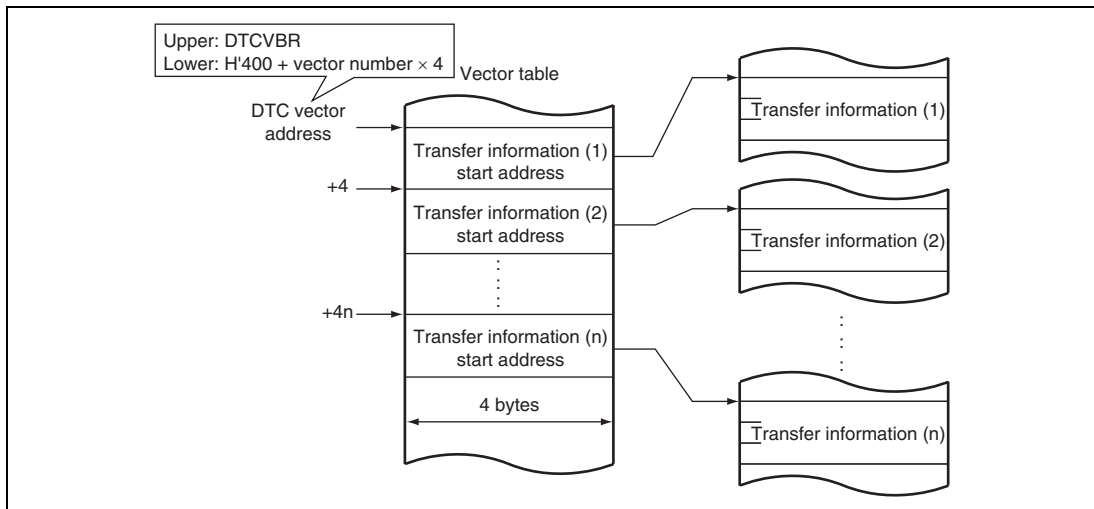 Upper: DTCVBR
Lower: H'400 + vector number × 4
Vector table
DTC vector
address
Transfer information (1)
start address
+4
Transfer information (2)
start address
+4n
Transfer information (n)
start address
4 bytes
Transfer information (1)
Transfer information (2)
Transfer information (n)